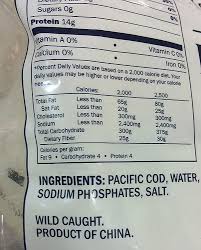 Sugars 0g
Protein 14g
Vitamin A 0% Vitamin C 0%
Calcium 0% Iron 0%
*Percent Daily Values are based on a 2,000 calorie diet. Your
daily values may be higher or lower depending on your calorie
Calories: 2,000 2,500
Total Fat Less than 65g 80g
Sat Fat Less than 20g 25g
Cholesterol Less than 300mg 300mg
Sodium Less than 2,400mg 2,400mg
Total Carbohydrate 300g 375g
Dietary Fiber 25g 30g
Calories per gram:
Fat 9 • Carbohydrate 4 • Protein 4
INGREDIENTS: PACIFIC COD, WATER,
SODIUM PHOSPHATES, SALT.
WILD CAUGHT.
PRODUCT OF CHINA.